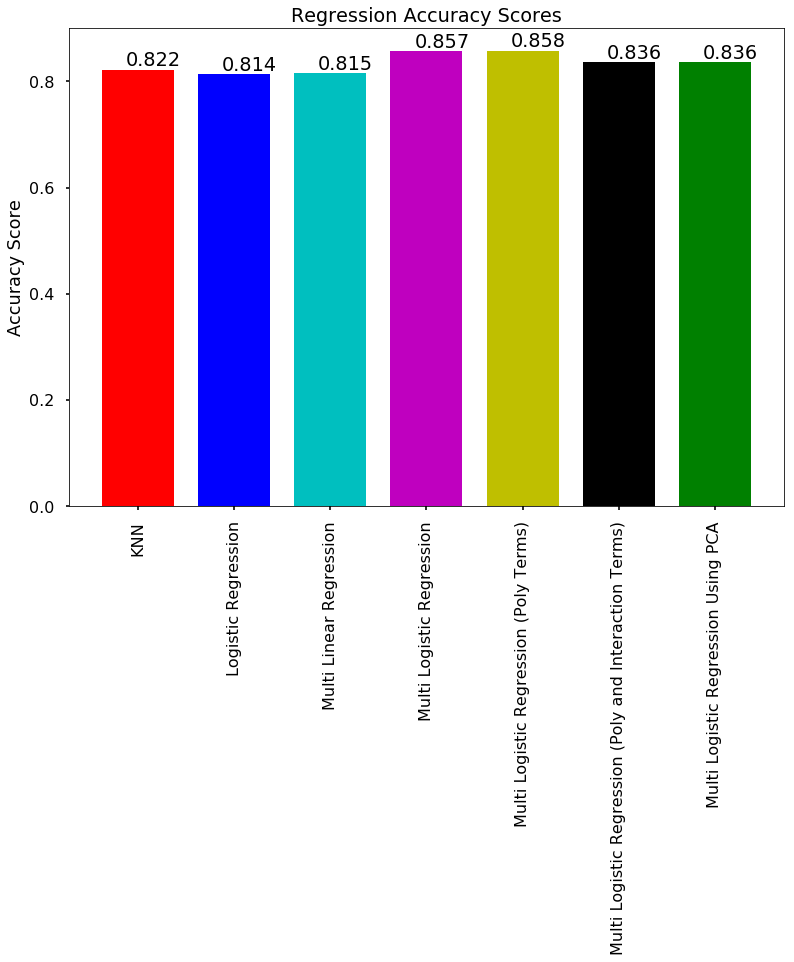 Regression Accuracy Scores
0.822
0.814
0.815
0.857
0.858
0.836
0.836
Accuracy Score
0.8
0.6
0.4
0.2
0.0
KNN
Logistic Regression
Multi Linear Regression
Multi Logistic Regression
Multi Logistic Regression (Poly Terms)
Multi Logistic Regression (Poly and Interaction Terms)
Multi Logistic Regression Using PCA